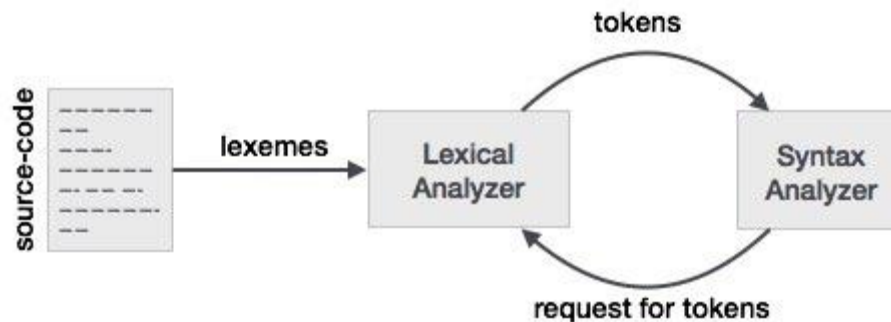 tokens
source-code
lexemes
Lexical
Analyzer
Syntax
Analyzer
request for tokens